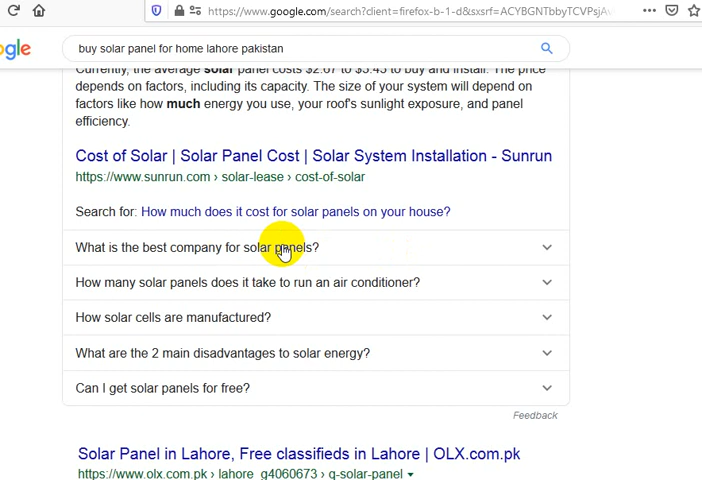 https://www.google.com/search?client=firefox-b-1-d&sxsrf=ACYBGNTbbyTCVPsjA
ogle
buy solar panel for home lahore pakistan
Currently, the average solar panel costs $2.67 to $3.43 to buy and install. The price
depends on factors, including its capacity. The size of your system will depend on
factors like how much energy you use, your roof's sunlight exposure, and panel
efficiency.
Cost of Solar | Solar Panel Cost | Solar System Installation - Sunrun
https://www.sunrun.com › solar-lease › cost-of-solar
Search for: How much does it cost for solar panels on your house?
What is the best company for solar panels?
How many solar panels does it take to run an air conditioner?
How solar cells are manufactured?
What are the 2 main disadvantages to solar energy?
Can I get solar panels for free?
Feedback
Solar Panel in Lahore, Free classifieds in Lahore | OLX.com.pk
https://www.olx.com.pk › lahore_g4060673 › q-solar-panel